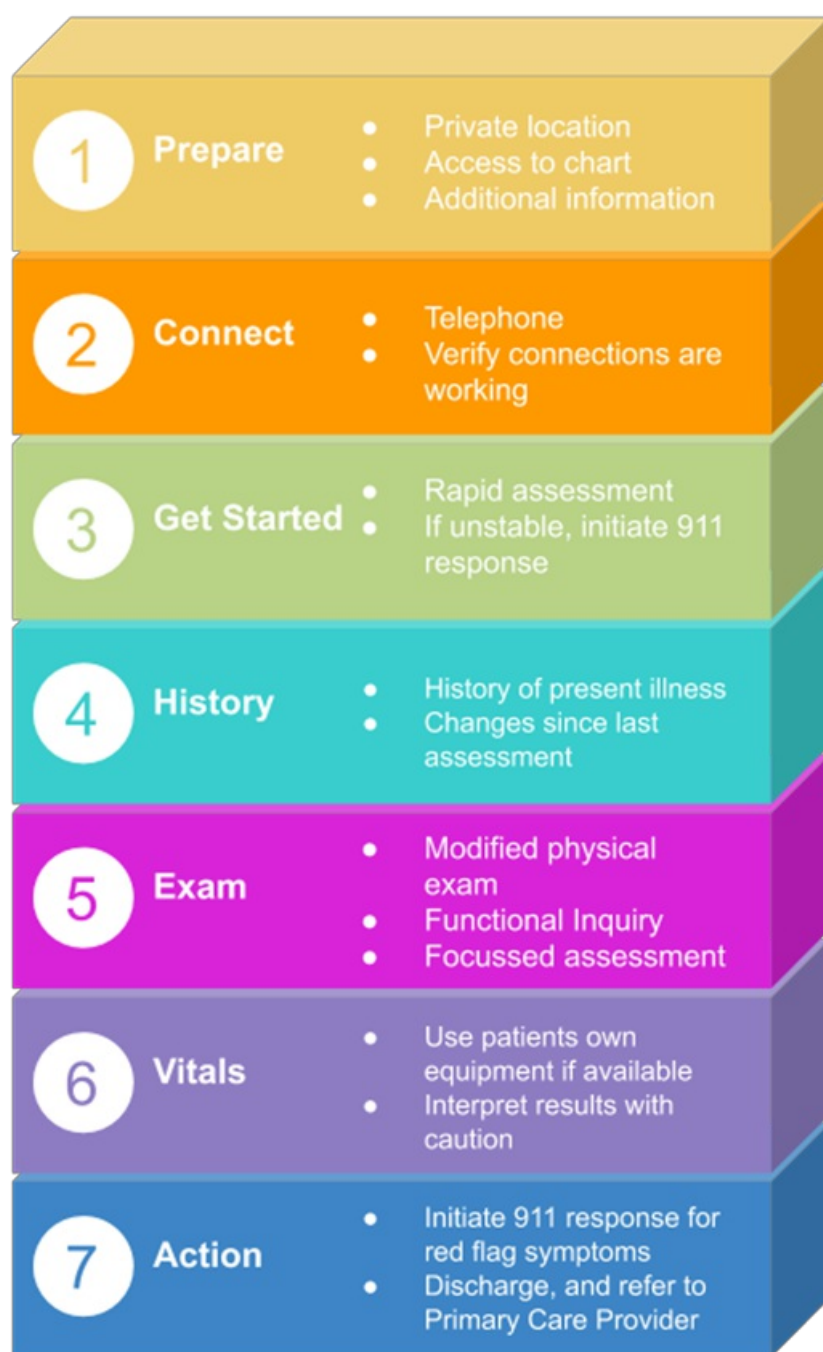 1
Prepare
● Private location
● Access to chart
● Additional information
2
Connect
● Telephone
● Verify connections are
working
3
Get Started
● Rapid assessment
● If unstable, initiate 911
response
4
History
● History of present illness
● Changes since last
assessment
5
Exam
● Modified physical
exam
● Functional Inquiry
● Focussed assessment
6
Vitals
● Use patients own
equipment if available
● Interpret results with
caution
7
Action
● Initiate 911 response for
red flag symptoms
● Discharge, and refer to
Primary Care Provider